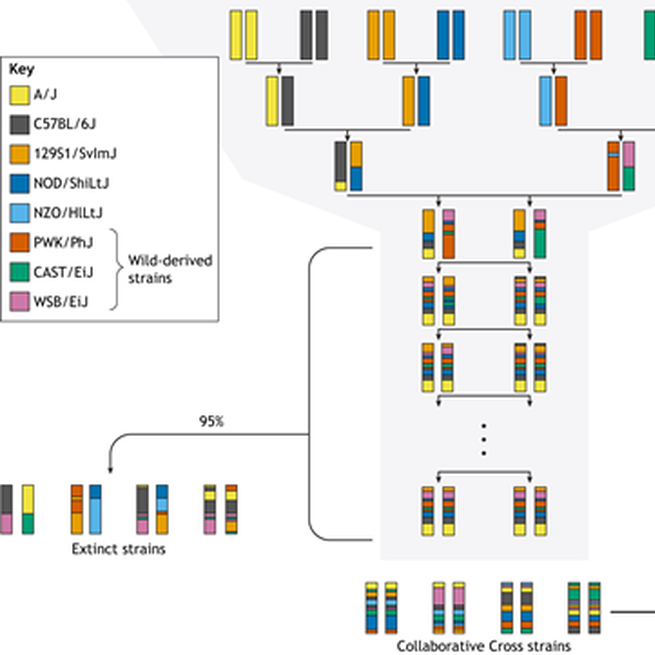 Key
A/J
C57BL/6J
129S1/SvImJ
NOD/ShiLtJ
NZO/HlLtJ
PWK/PhJ
CAST/EiJ
WSB/EiJ
Wild-derived
strains
95%
Extinct strains
Collaborative Cross strains